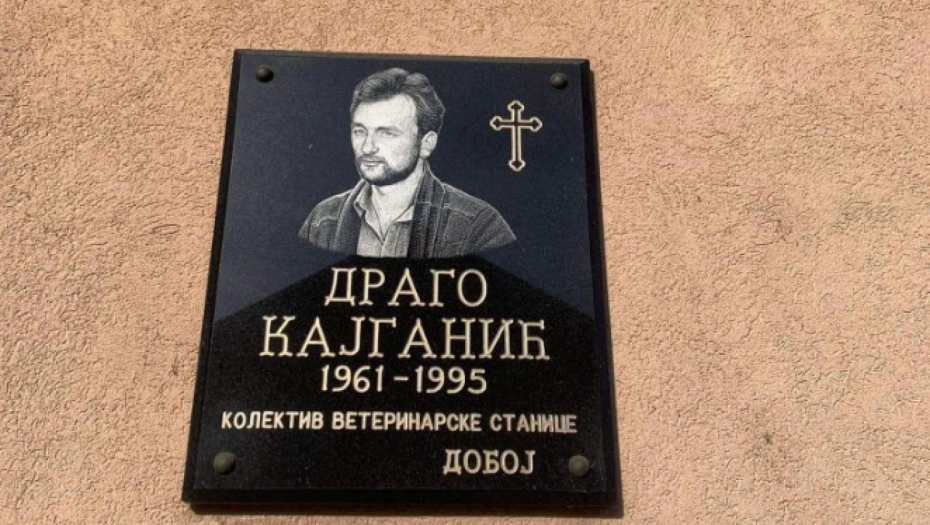 ДРАГО
КАЈГАНИЋ
1961-1995
КОЛЕКТИВ ВЕТЕРИНАРСКЕ СТАНИЦЕ
ДОБОЈ